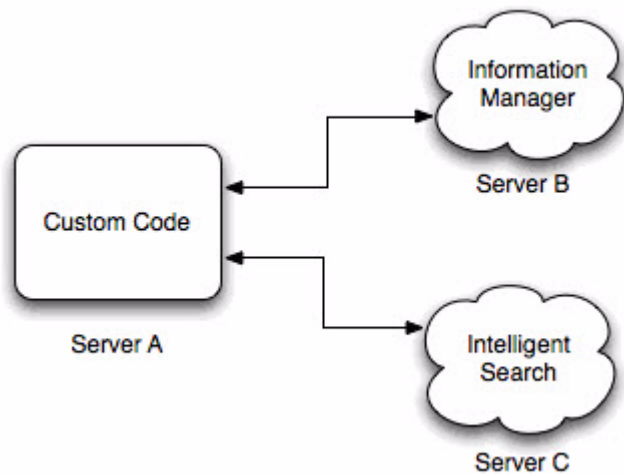 Information
Manager
Server B
Custom Code
Server A
Intelligent
Search
Server C